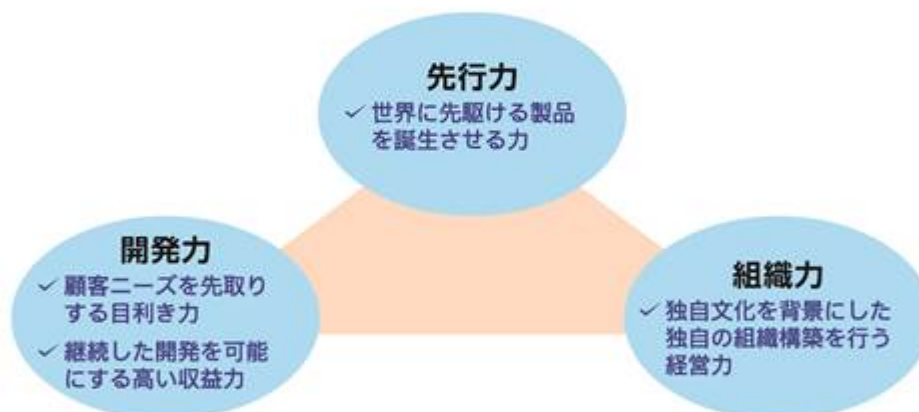 先行力
✓ 世界に先駆ける製品
を誕生させる力
開発力
✓ 顧客ニーズを先取り
する目利き力
✓ 継続した開発を可能
にする高い収益力
組織力
✓ 独自文化を背景にした
独自の組織構築を行う
経営力